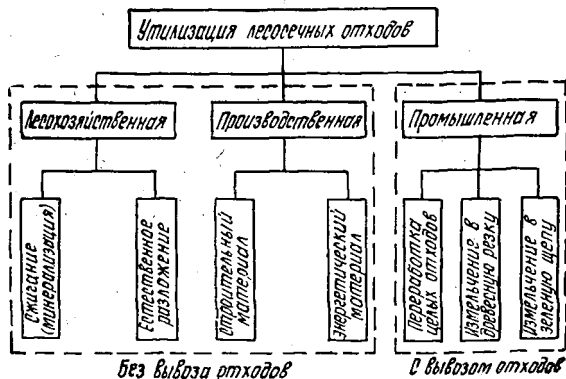 Утилизация лесосечных отходов
Лесохозяйственная
Производственная
Промышленная
Сжигание
(минерализация)
Естественное
разложение
Строительный
материал
Энергетический
материал
Переработка
целых отходов
Измельчение в
древесную резку
Измельчение в
зеленую щепу
Без вывоза отходов
С вывозом отходов